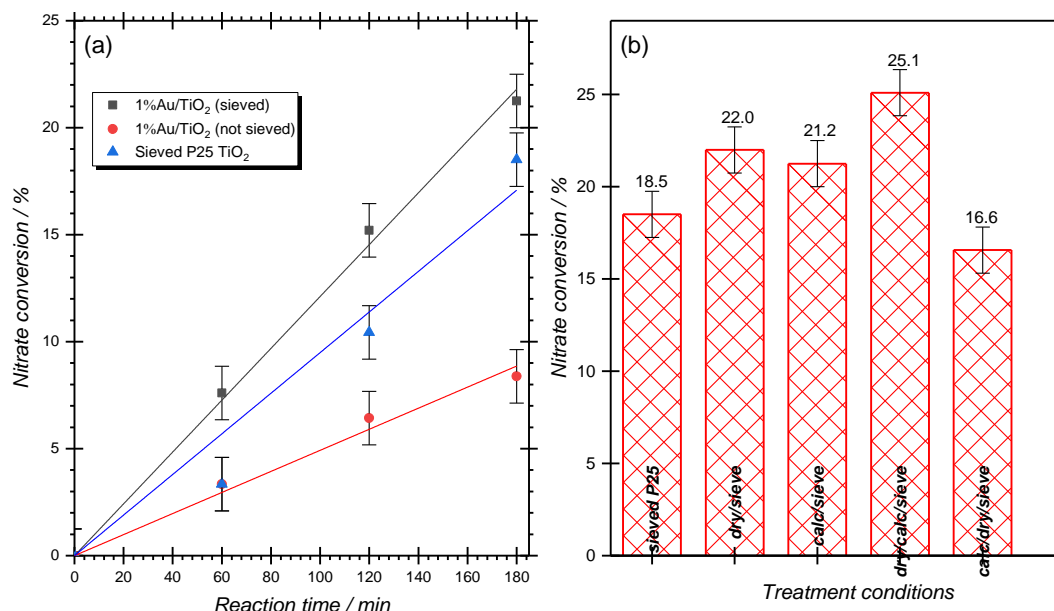 (a)
1%Au/TiO₂ (sieved)
1%Au/TiO₂ (not sieved)
Sieved P25 TiO₂
25
20
15
10
5
0
0 20 40 60 80 100 120 140 160 180
Nitrate conversion / %
Reaction time / min
(b)
25
20
15
10
5
0
18.5
22.0
21.2
25.1
16.6
sieved P25
dry/sieve
calc/sieve
dry/calc/sieve
calc/dry/sieve
Nitrate conversion / %
Treatment conditions